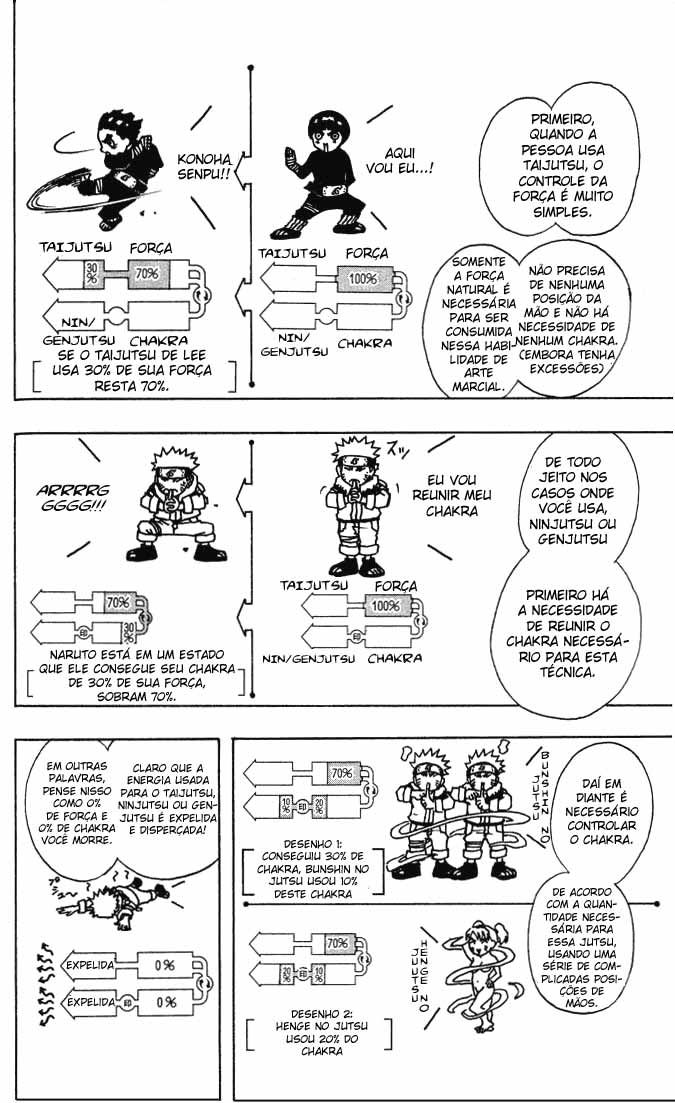 PRIMEIRO,
QUANDO A
PESSOA USA
TAIJUTSU, O
CONTROLE DA
FORÇA É MUITO
SIMPLES.
NÃO PRECISA
DE NENHUMA
POSIÇÃO DA
MÃO E NÃO HÁ
NECESSIDADE DE
NENHUM CHAKRA.
(EMBORA TENHA
EXCESSÕES)
SOMENTE
A FORÇA
NATURAL É
NECESSÁRIA
PARA SER
CONSUMIDA
NESSA HABI-
LIDADE DE
ARTE
MARCIAL.
AQUI
VOU EU...!
TAIJUTSU FORÇA
100%
NIN/
GENJUTSU CHAKRA
KONOHA
SENPU!!
TAIJUTSU FORÇA
30
%
70%
NIN/
GENJUTSU CHAKRA
SE O TAIJUTSU DE LEE
USA 30% DE SUA FORÇA
RESTA 70%.
DE TODO
JEITO NOS
CASOS ONDE
VOCÊ USA,
NINJUTSU OU
GENJUTSU
PRIMEIRO HÁ
A NECESSIDADE
DE REUNIR O
CHAKRA NECESSÁ-
RIO PARA ESTA
TÉCNICA.
ズッ
EU VOU
REUNIR MEU
CHAKRA
TAIJUTSU FORÇA
100%
NIN/GENJUTSU CHAKRA
ARRRRG
GGGG!!!
70%
30
%
NARUTO ESTÁ EM UM ESTADO
QUE ELE CONSEGUE SEU CHAKRA
DE 30% DE SUA FORÇA,
SOBRAM 70%.
DAÍ EM
DIANTE É
NECESSÁRIO
CONTROLAR
O CHAKRA.
DE ACORDO
COM A QUAN-
TIDADE NECES-
SÁRIA PARA
ESSA JUTSU,
USANDO UMA
SÉRIE DE COM-
PLICADAS POSI-
ÇÕES DE
MÃOS.
BUNSHIN NO
JUTSU
70%
10
%
20
%
DESENHO 1:
CONSEGUIU 30% DE
CHAKRA, BUNSHIN NO
JUTSU USOU 10%
DESTE CHAKRA
HENGE NO
JUTSU
70%
20
%
10
%
DESENHO 2:
HENGE NO JUTSU
USOU 20% DO
CHAKRA
CLARO QUE A
ENERGIA USADA
PARA O TAIJUTSU,
NINJUTSU OU GEN-
JUTSU É EXPELIDA
E DISPERÇADA!
EM OUTRAS
PALAVRAS,
PENSE NISSO
COMO 0%
DE FORÇA E
0% DE CHAKRA
VOCÊ MORRE.
EXPELIDA 0%
EXPELIDA 0%